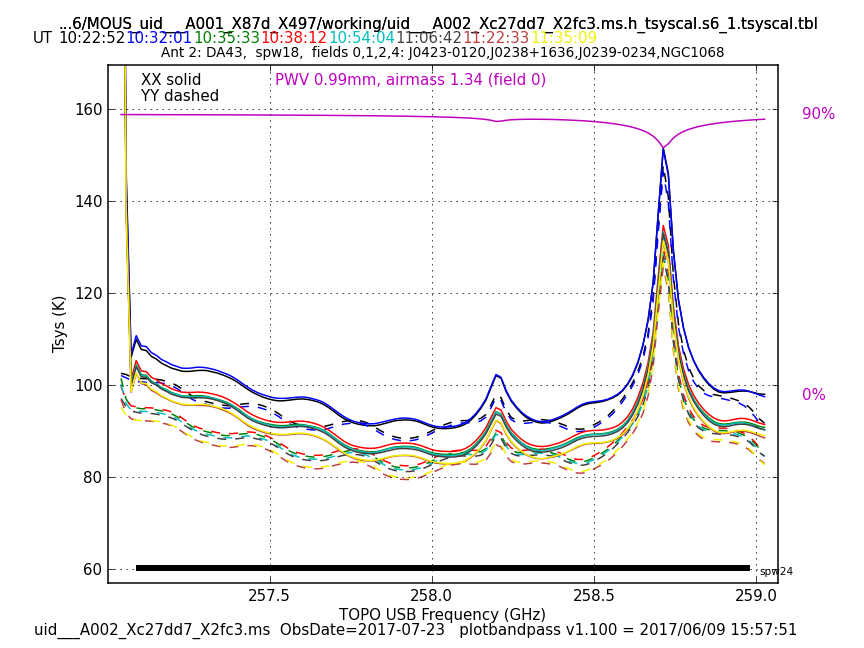 ...6/MOUS_uid___A001_X87d_X497/working/uid___A002_Xc27dd7_X2fc3.ms.h_tsyscal.s6_1.tsyscal.tbl
UT 10:22:52 10:32:01 10:35:33 10:38:12 10:54:04 11:06:42 11:22:33 11:35:09
Ant 2: DA43, spw18, fields 0,1,2,4: J0423-0120,J0238+1636,J0239-0234,NGC1068
XX solid
PWV 0.99mm, airmass 1.34 (field 0)
YY dashed
160
90%
140
120
Tsys (K)
100
0%
80
60
257.5
258.0
258.5
259.0
TOPO USB Frequency (GHz)
uid___A002_Xc27dd7_X2fc3.ms ObsDate=2017-07-23 plotbandpass v1.100 = 2017/06/09 15:57:51